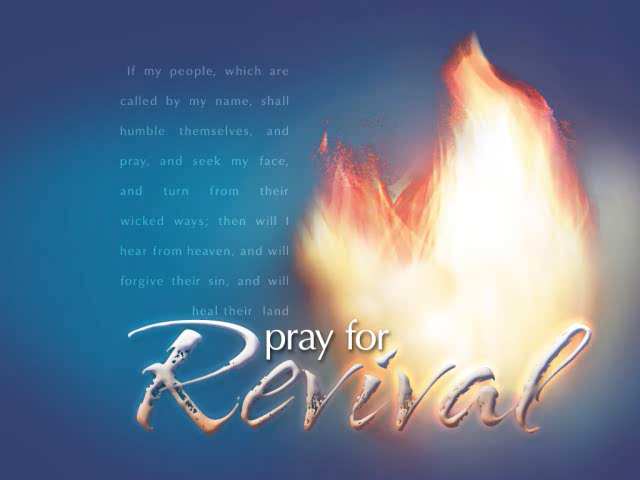 If my people, which are
called by my name, shall
humble themselves, and
pray, and seek my face,
and turn from their
wicked ways; then will I
hear from heaven, and will
forgive their sin, and will
heal their land
pray for
Revival